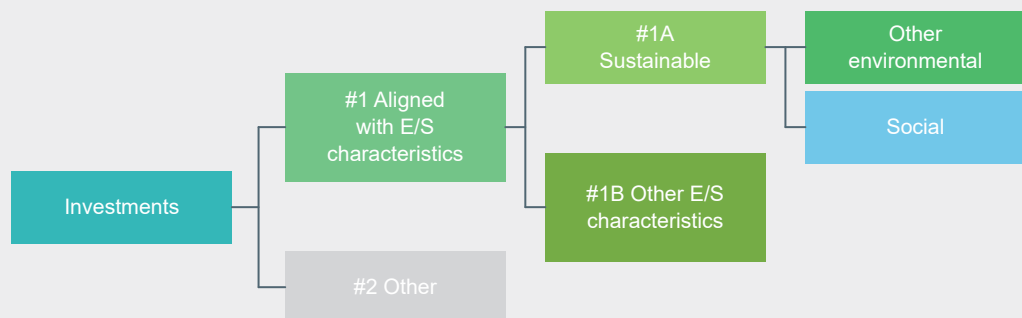 Investments
#1 Aligned
with E/S
characteristics
#2 Other
#1A
Sustainable
#1B Other E/S
characteristics
Other
environmental
Social